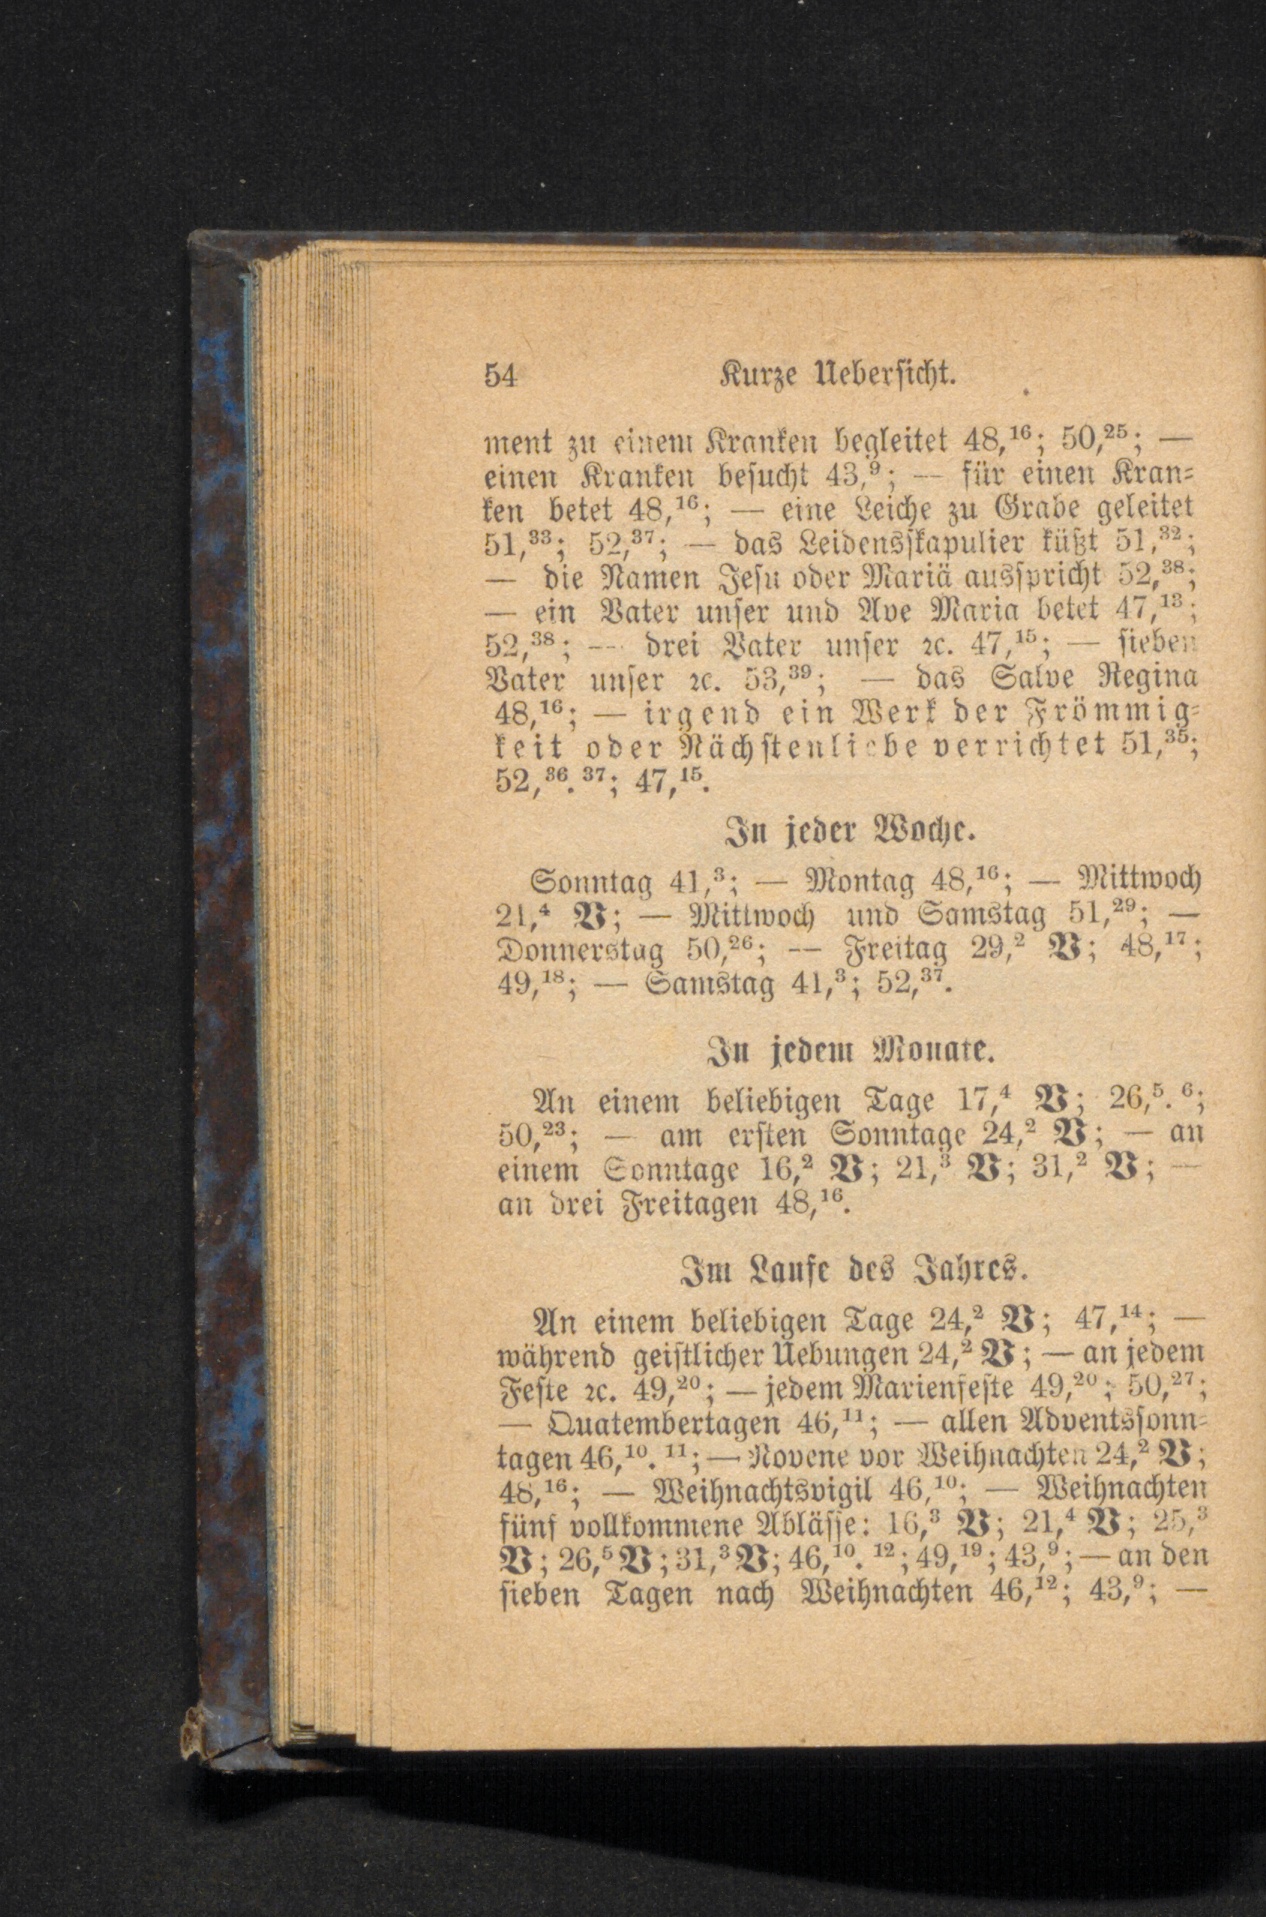 54 Kurze Uebersicht.
ment zu einem Kranken begleitet 48,¹⁶; 50,²⁵; —
einen Kranken besucht 43,⁹; — für einen Kran-
ken betet 48,¹⁶; — eine Leiche zu Grabe geleitet
51,³³; 52,³⁷; — das Leidensskapulier küßt 51,³²;
— die Namen Jesu oder Mariä ausspricht 52,³⁸;
— ein Vater unser und Ave Maria betet 47,¹³;
52,³⁸; — drei Vater unser ꝛc. 47,¹⁵; — sieben
Vater unser ꝛc. 53,³⁹; — das Salve Regina
48,¹⁶; — irgend ein Werk der Frömmig-
keit oder Nächstenliebe verrichtet 51,³⁵;
52,³⁶.³⁷; 47,¹⁵.
In jeder Woche.
Sonntag 41,³; — Montag 48,¹⁶; — Mittwoch
21,⁴ V; — Mittwoch und Samstag 51,²⁹; —
Donnerstag 50,²⁶; — Freitag 29,² V; 48,¹⁷;
49,¹⁸; — Samstag 41,³; 52,³⁷.
In jedem Monate.
An einem beliebigen Tage 17,⁴ V; 26,⁵.⁶;
50,²³; — am ersten Sonntage 24,² V; — an
einem Sonntage 16,² V; 21,³ V; 31,² V; —
an drei Freitagen 48,¹⁶.
Im Laufe des Jahres.
An einem beliebigen Tage 24,² V; 47,¹⁴; —
während geistlicher Uebungen 24,² V; — an jedem
Feste ꝛc. 49,²⁰; — jedem Marienfeste 49,²⁰; 50,²⁷;
— Quatembertagen 46,¹¹; — allen Adventssonn-
tagen 46,¹⁰.¹¹; — Novene vor Weihnachten 24,² V;
48,¹⁶; — Weihnachtsvigil 46,¹⁰; — Weihnachten
fünf vollkommene Ablässe: 16,³ V; 21,⁴ V; 25,³
V; 26,⁵ V; 31,³ V; 46,¹⁰.¹²; 49,¹⁹; 43,⁹; — an den
sieben Tagen nach Weihnachten 46,¹²; 43,⁹; —